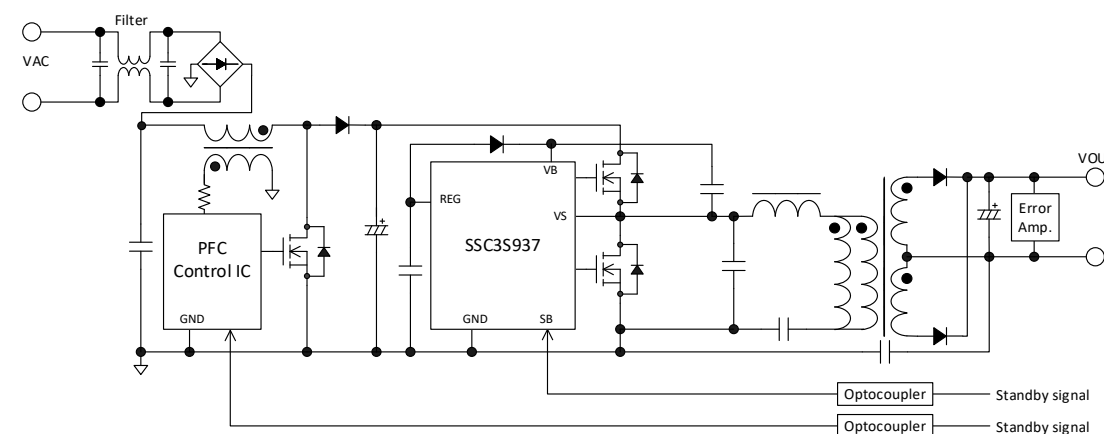 Filter
VAC
VOU
VB
REG
Error
Amp.
VS
PFC
Control IC
SSC3S937
GND
GND
SB
Optocoupler
Standby signal
Optocoupler
Standby signal